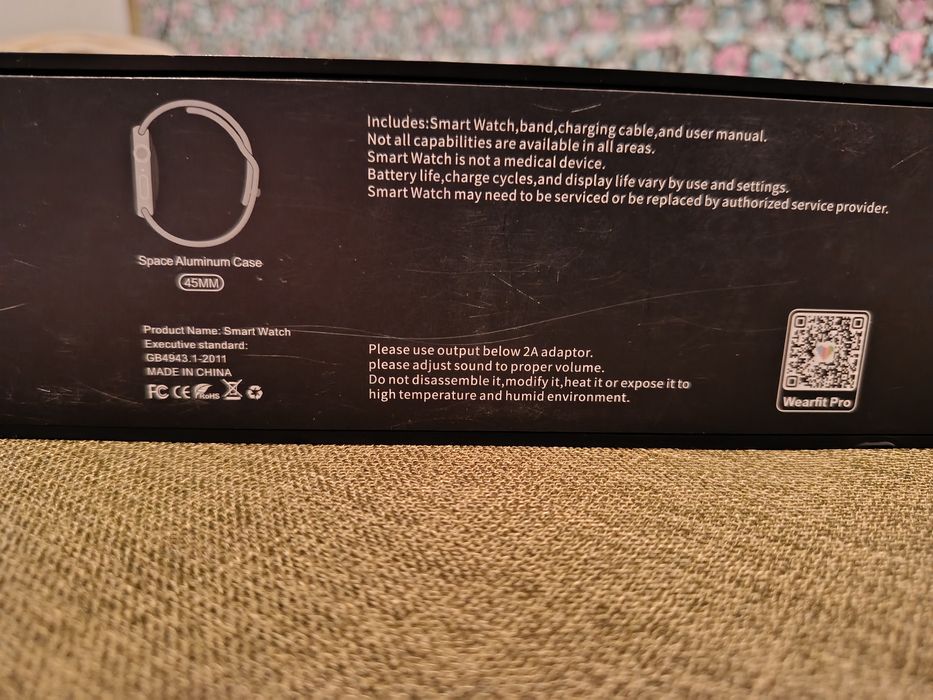 Includes:Smart Watch,band,charging cable,and user manual.
Not all capabilities are available in all areas.
Smart Watch is not a medical device.
Battery life,charge cycles,and display life vary by use and settings.
Smart Watch may need to be serviced or be replaced by authorized service provider.
Space Aluminum Case
45MM
Product Name: Smart Watch
Executive standard:
GB4943.1-2011
MADE IN CHINA
FC CE RoHS
Please use output below 2A adaptor.
please adjust sound to proper volume.
Do not disassemble it,modify it,heat it or expose it to
high temperature and humid environment.
Wearfit Pro